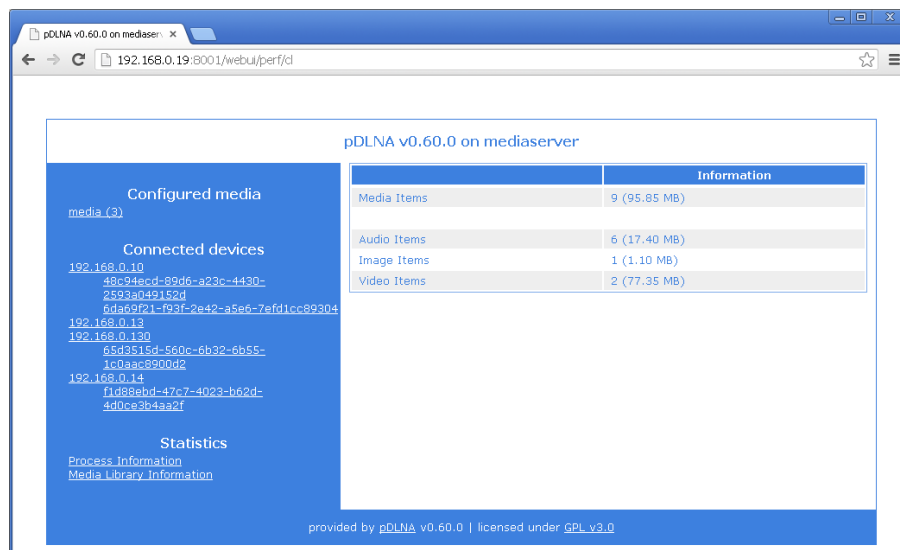 pDLNA v0.60.0 on mediaserv
192.168.0.19:8001/webui/perf/cl
pDLNA v0.60.0 on mediaserver
Configured media
media (3)
Connected devices
192.168.0.10
48c94ecd-89d6-a23c-4430-
2593a049152d
6da69f21-f93f-2e42-a5e6-7efd1cc89304
192.168.0.13
192.168.0.130
65d3515d-560c-6b32-6b55-
1c0aac8900d2
192.168.0.14
f1d88ebd-47c7-4023-b62d-
4d0ce3b4aa2f
Statistics
Process Information
Media Library Information
Information
Media Items 9 (95.85 MB)
Audio Items 6 (17.40 MB)
Image Items 1 (1.10 MB)
Video Items 2 (77.35 MB)
provided by pDLNA v0.60.0 | licensed under GPL v3.0